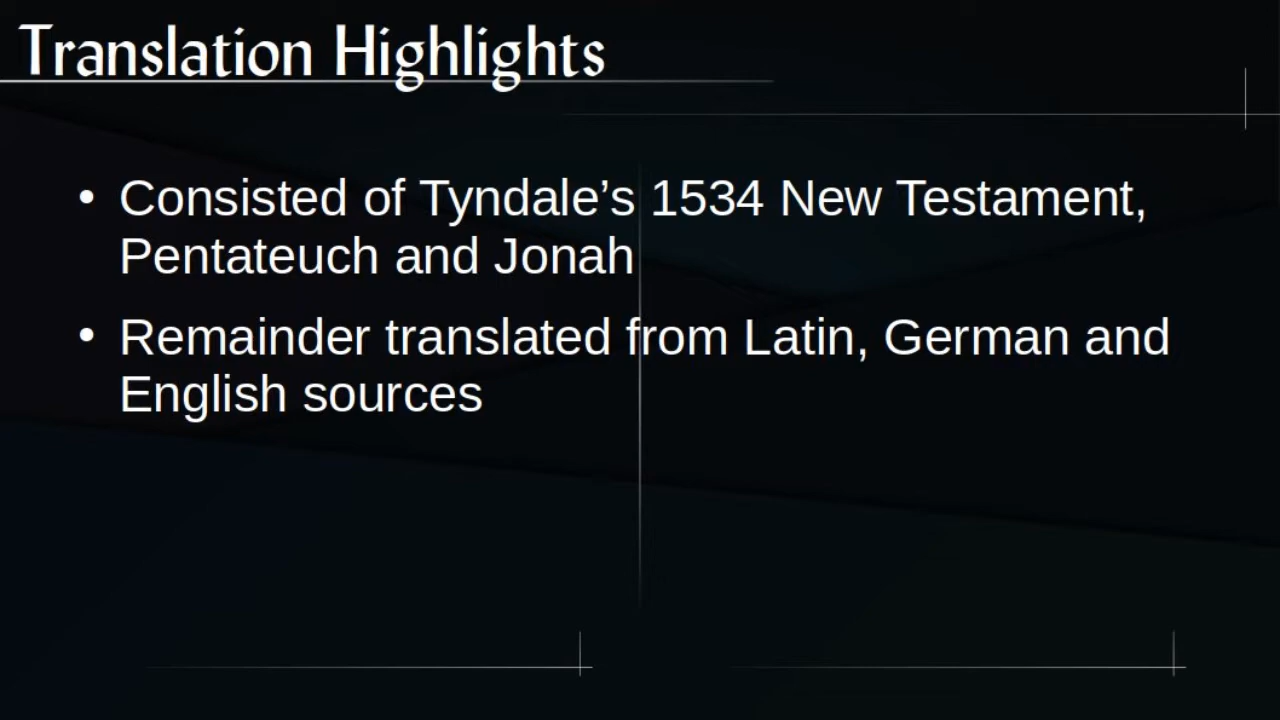 Translation Highlights
• Consisted of Tyndale’s 1534 New Testament,
Pentateuch and Jonah
• Remainder translated from Latin, German and
English sources